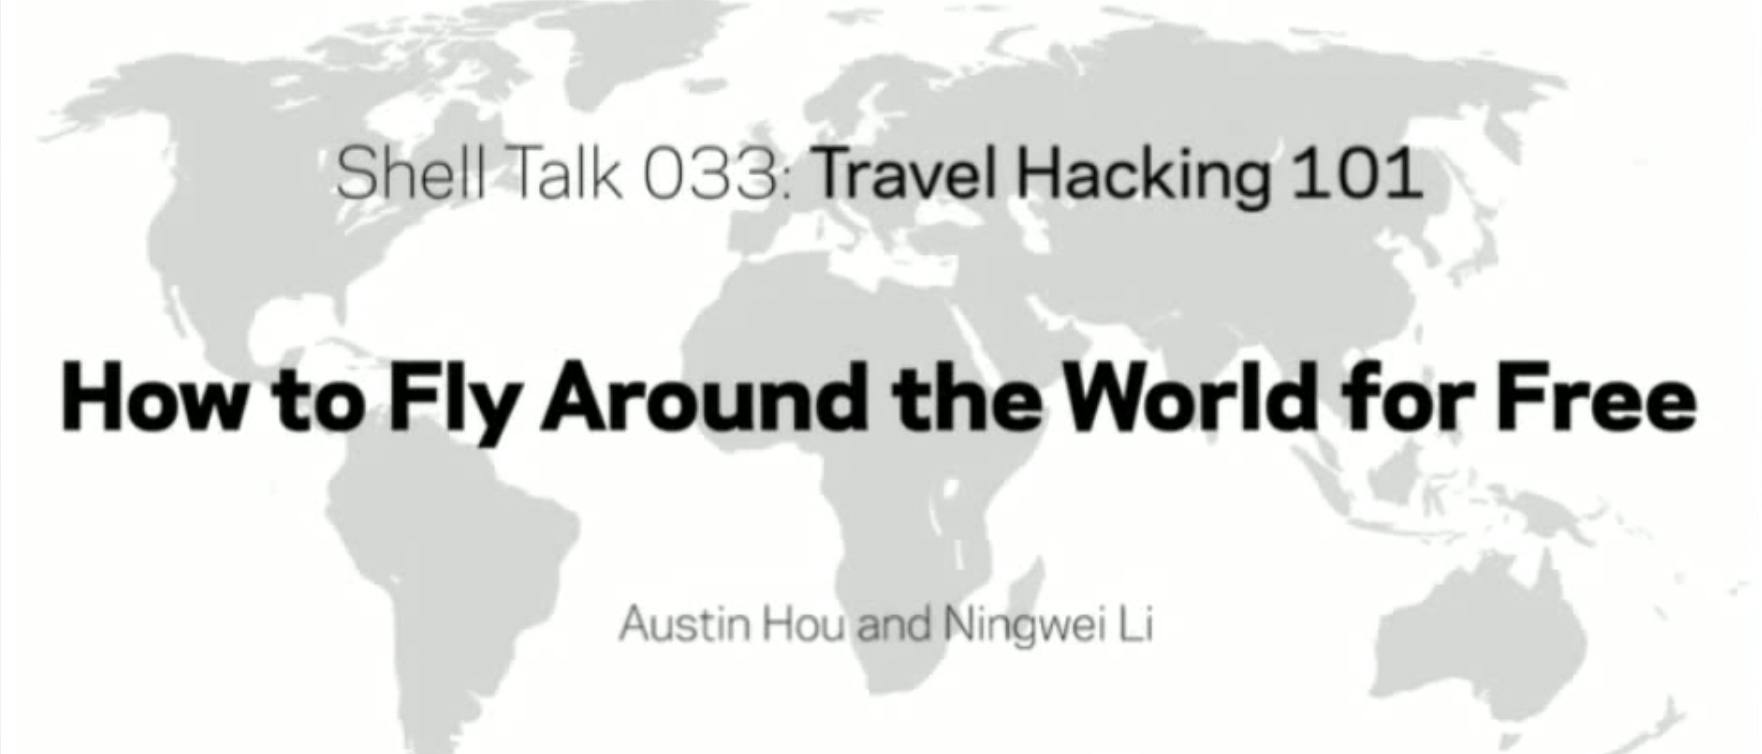 Shell Talk 033: Travel Hacking 101
How to Fly Around the World for Free
Austin Hou and Ningwei Li